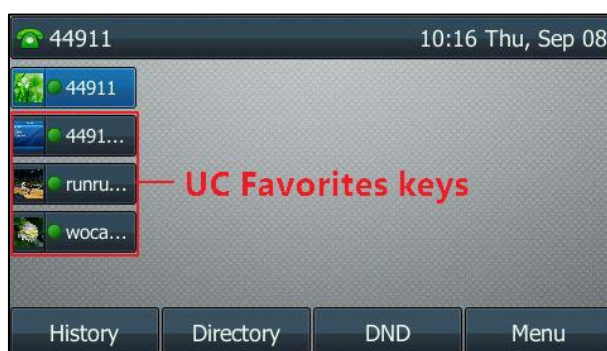 44911
10:16 Thu, Sep 08
44911
4491...
runru...
UC Favorites keys
woca...
History
Directory
DND
Menu